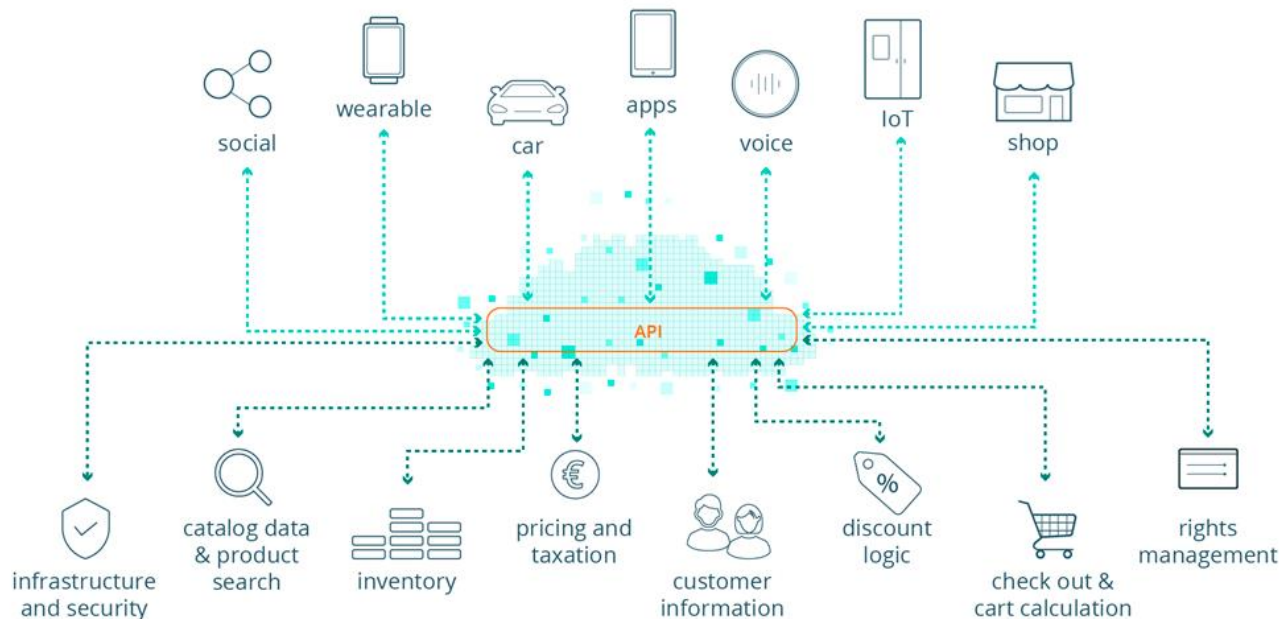 social
wearable
car
apps
voice
IoT
shop
API
infrastructure
and security
catalog data
& product
search
inventory
€
pricing and
taxation
customer
information
%
discount
logic
check out &
cart calculation
rights
management